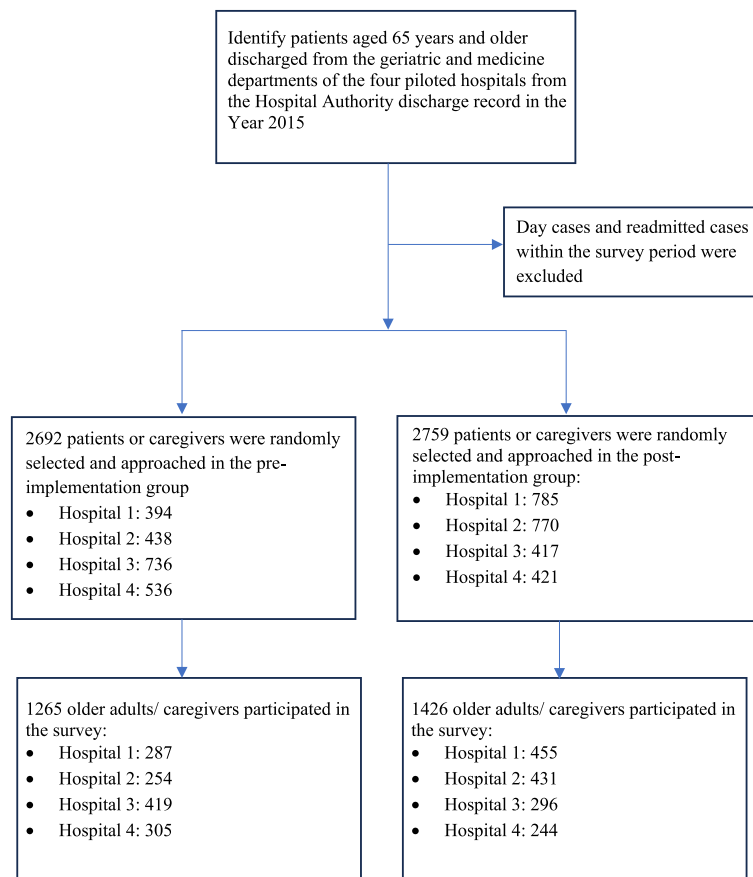 Identify patients aged 65 years and older
discharged from the geriatric and medicine
departments of the four piloted hospitals from
the Hospital Authority discharge record in the
Year 2015
Day cases and readmitted cases
within the survey period were
excluded
2692 patients or caregivers were randomly
selected and approached in the pre-
implementation group
• Hospital 1: 394
• Hospital 2: 438
• Hospital 3: 736
• Hospital 4: 536
2759 patients or caregivers were randomly
selected and approached in the post-
implementation group:
• Hospital 1: 785
• Hospital 2: 770
• Hospital 3: 417
• Hospital 4: 421
1265 older adults/ caregivers participated in
the survey:
• Hospital 1: 287
• Hospital 2: 254
• Hospital 3: 419
• Hospital 4: 305
1426 older adults/ caregivers participated in
the survey:
• Hospital 1: 455
• Hospital 2: 431
• Hospital 3: 296
• Hospital 4: 244